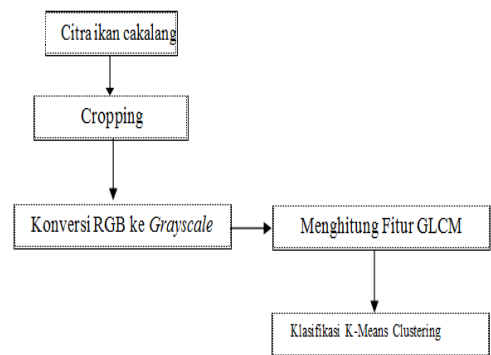 Citra ikan cakalang
Cropping
Konversi RGB ke Grayscale
Menghitung Fitur GLCM
Klasifikasi K-Means Clustering